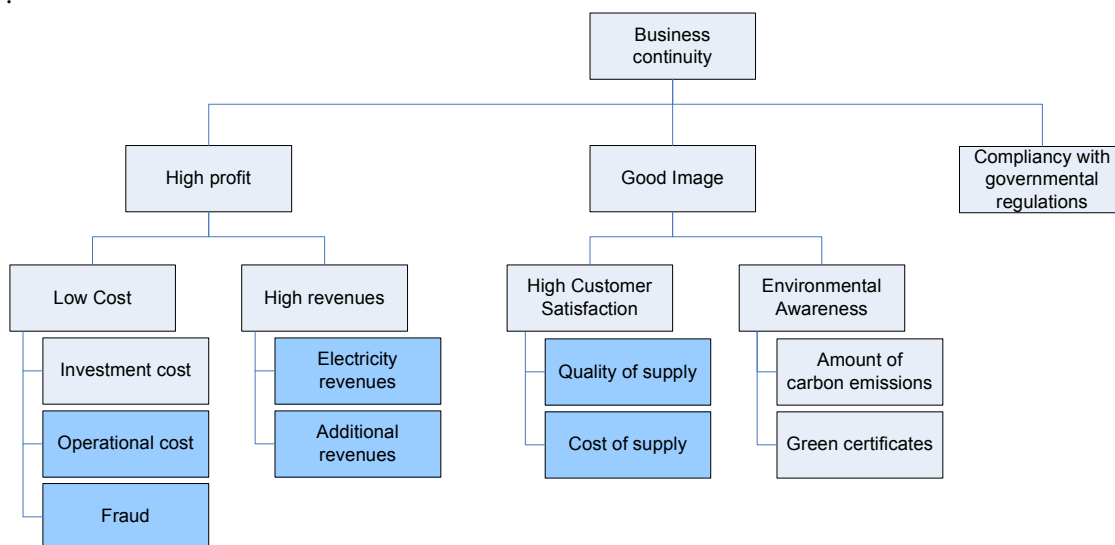 .
Business
continuity
High profit
Good Image
Compliancy with
governmental
regulations
Low Cost
High revenues
High Customer
Satisfaction
Environmental
Awareness
Investment cost
Electricity
revenues
Quality of supply
Amount of
carbon emissions
Operational cost
Additional
revenues
Cost of supply
Green certificates
Fraud